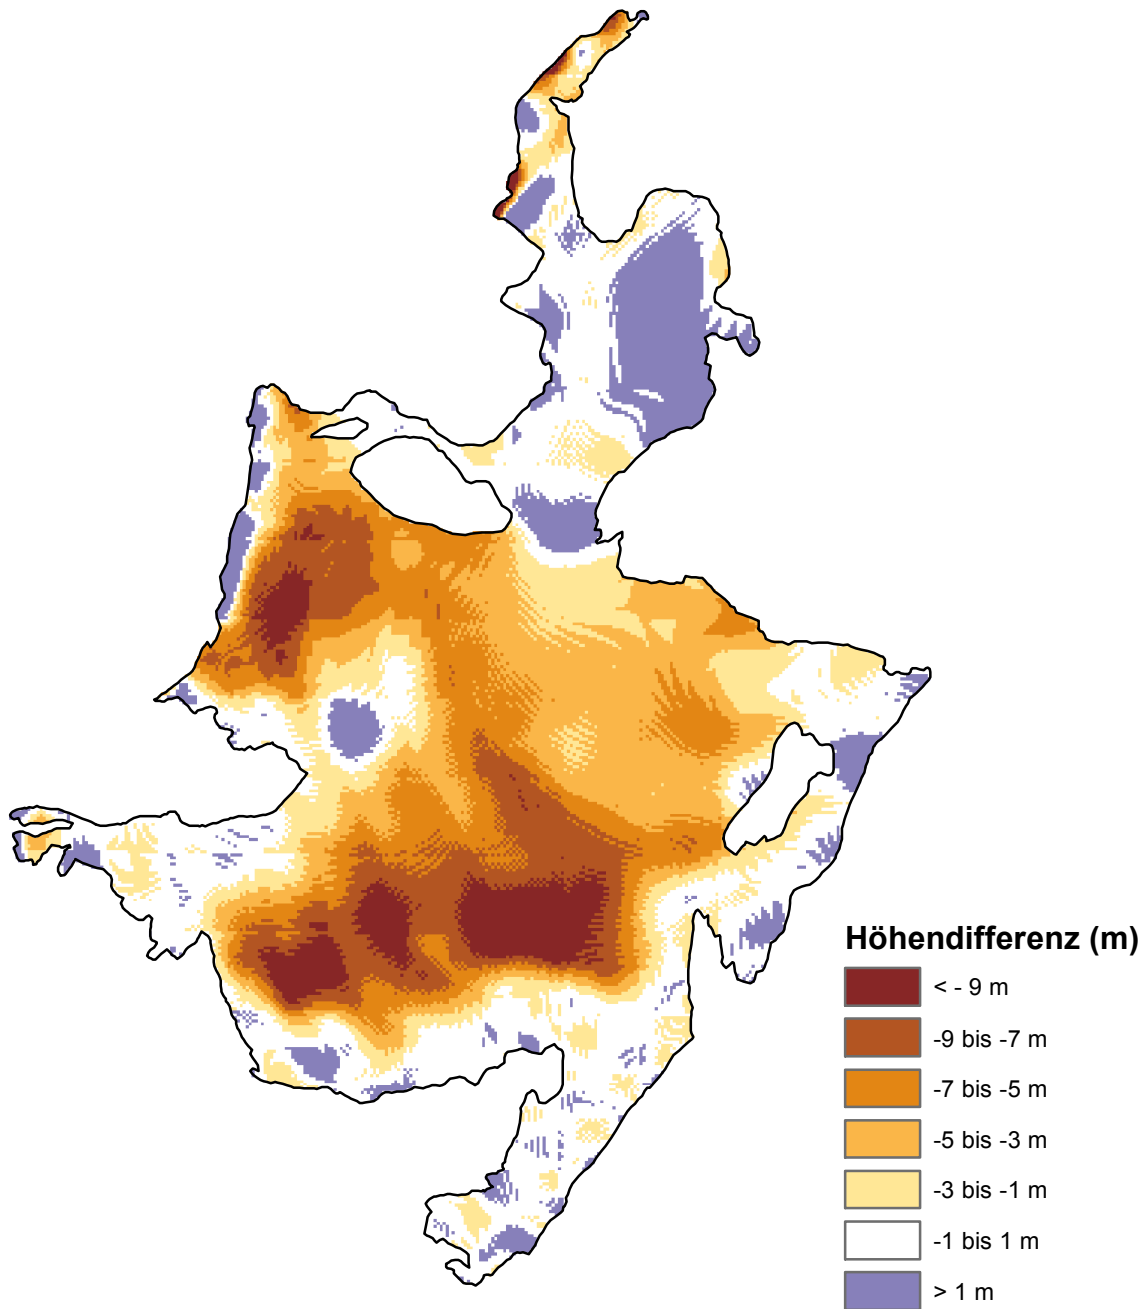 Höhendifferenz (m)
< - 9 m
-9 bis -7 m
-7 bis -5 m
-5 bis -3 m
-3 bis -1 m
-1 bis 1 m
> 1 m